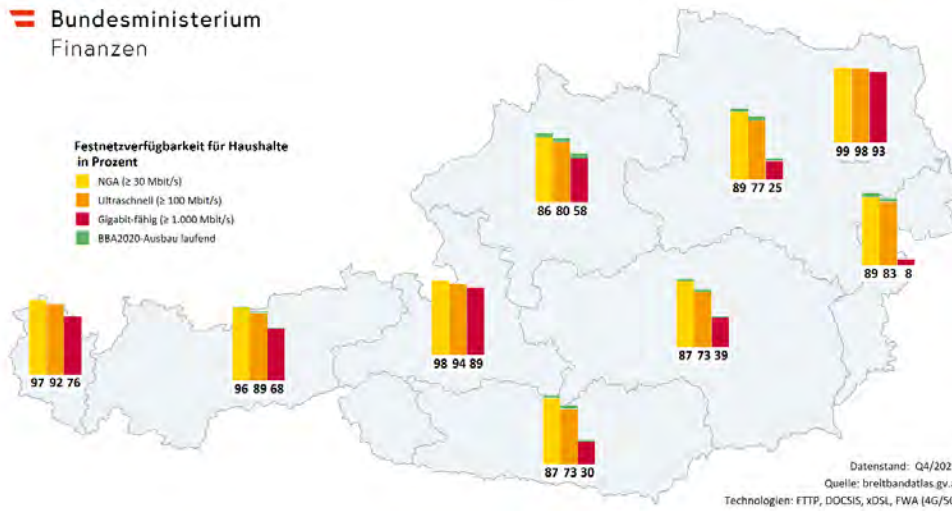 Bundesministerium
Finanzen
Festnetzverfügbarkeit für Haushalte
in Prozent
NGA (≥ 30 Mbit/s)
Ultraschnell (≥ 100 Mbit/s)
Gigabit-fähig (≥ 1.000 Mbit/s)
BBA2020-Ausbau laufend
99 98 93
86 80 58
89 77 25
89 83 8
98 94 89
87 73 39
97 92 76
96 89 68
87 73 30
Datenstand: Q4/202
Quelle: breitbandatlas.gv.
Technologien: FTTP, DOCSIS, xDSL, FWA (4G/5G